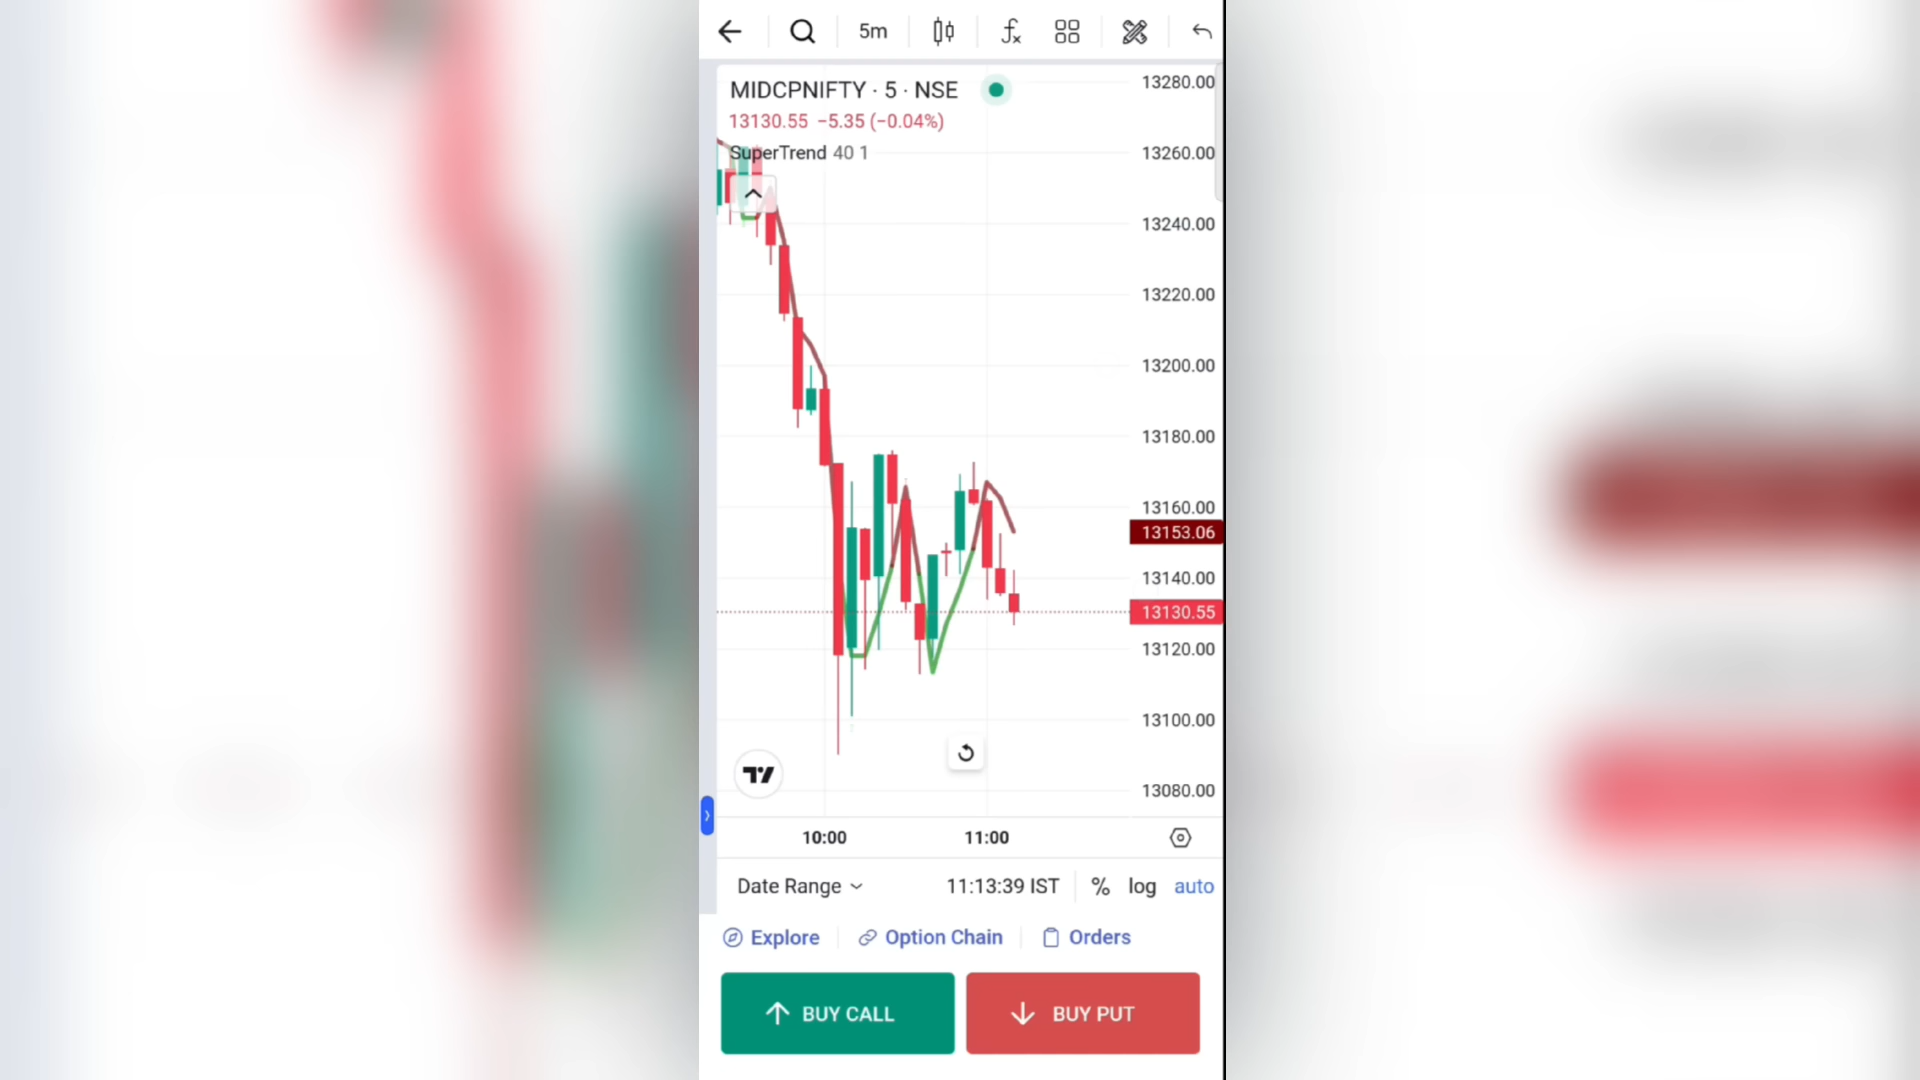 5m
MIDCPNIFTY · 5 · NSE
13130.55 −5.35 (−0.04%)
SuperTrend 40 1
13280.00
13260.00
13240.00
13220.00
13200.00
13180.00
13160.00
13153.06
13140.00
13130.55
13120.00
13100.00
13080.00
10:00 11:00
Date Range 11:13:39 IST % log auto
Explore Option Chain Orders
BUY CALL BUY PUT